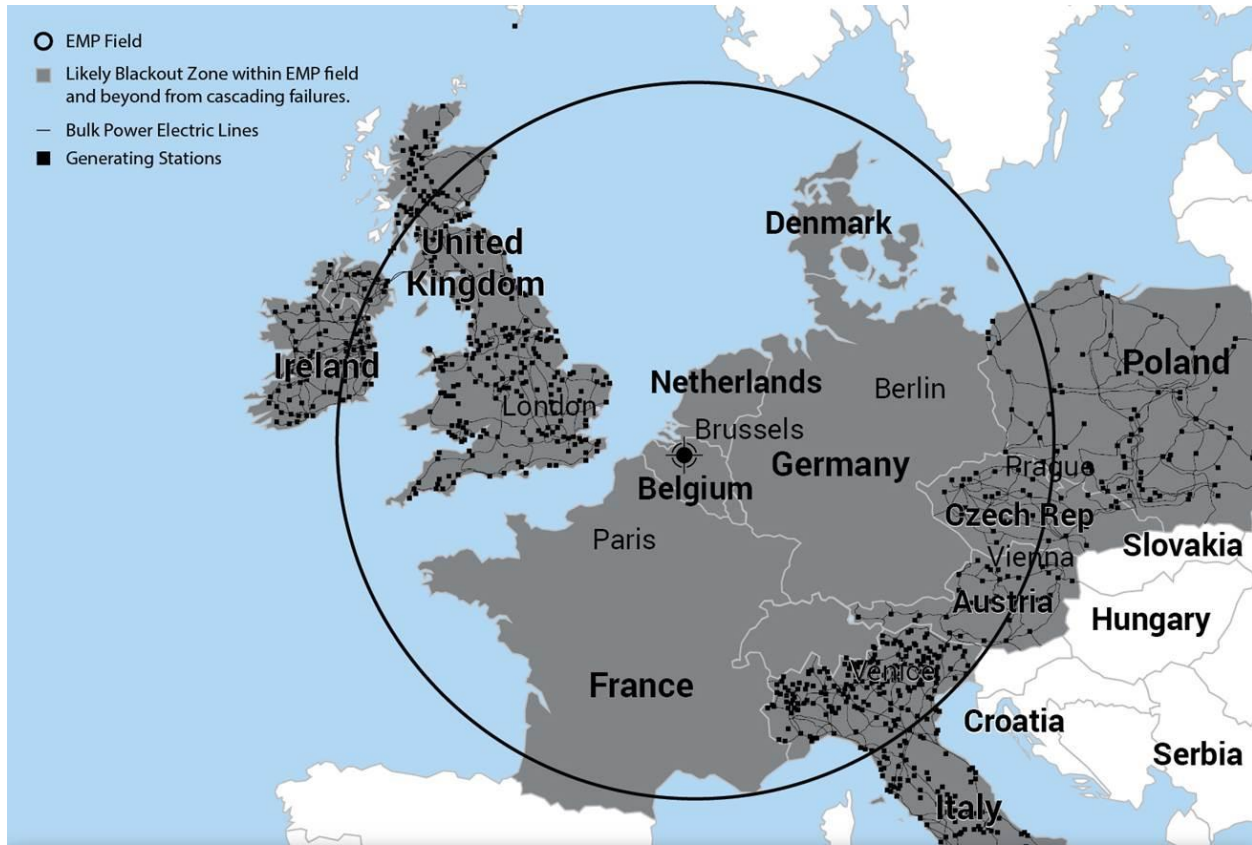 EMP Field
Likely Blackout Zone within EMP field
and beyond from cascading failures.
Bulk Power Electric Lines
Generating Stations
Denmark
United
Kingdom
Ireland
Poland
Netherlands
Berlin
London
Brussels
Germany
Prague
Belgium
Czech Rep
Paris
Slovakia
Vienna
Austria
Hungary
Venice
France
Croatia
Serbia
Italy